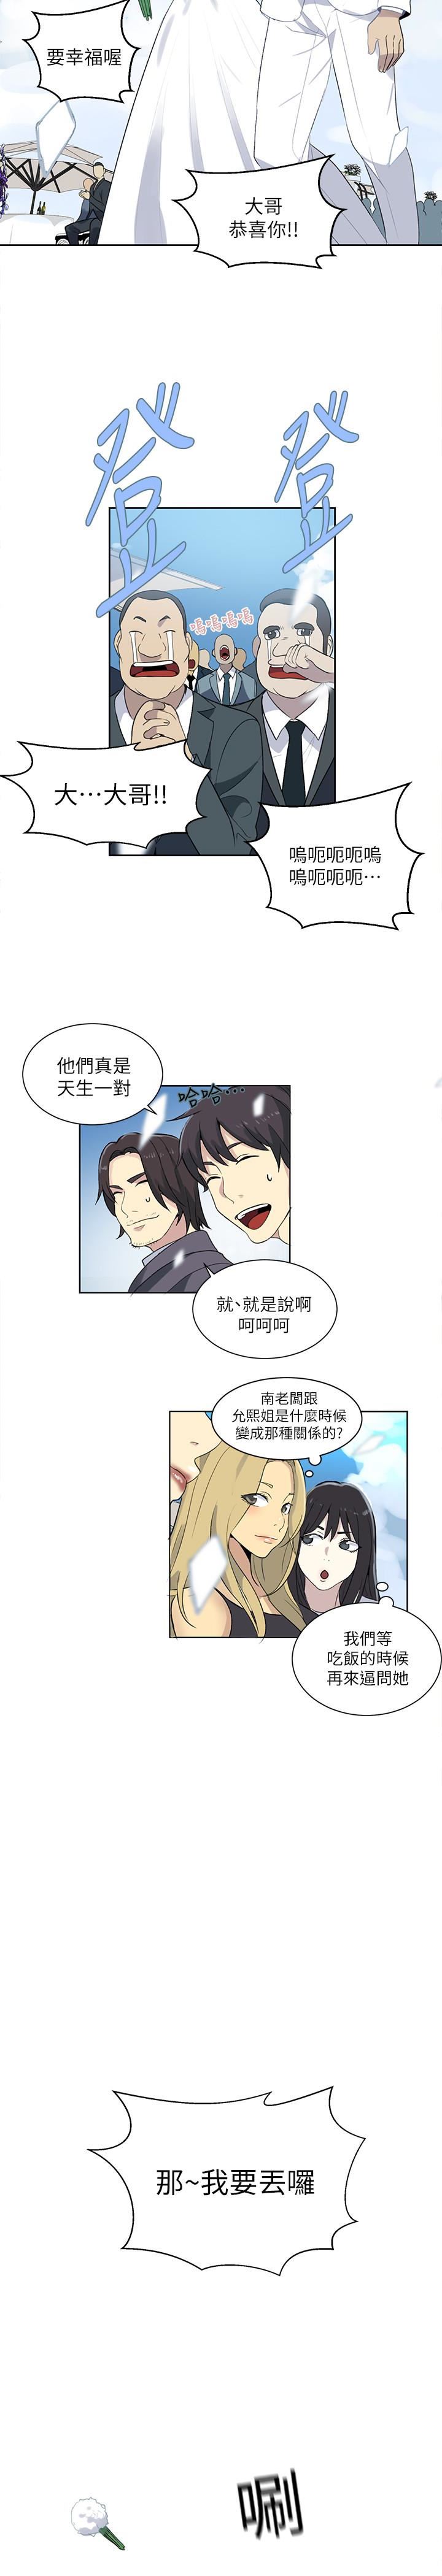 要幸福喔
大哥
恭喜你!!
登
登
嗚嗚嗚嗚
大…大哥!!
嗚呃呃呃嗚
嗚呃呃呃…
他們真是
天生一對
哈哈…
就、就是說啊
呵呵呵
南老闆跟
允熙姐是什麼時候
變成那種關係的?
我們等
吃飯的時候
再來逼問她
那~我要丟囉
唰